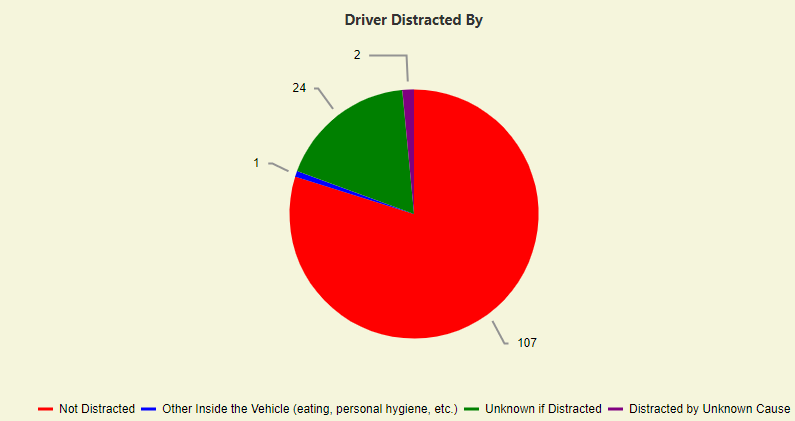 Driver Distracted By
2
24
1
107
Not Distracted Other Inside the Vehicle (eating, personal hygiene, etc.) Unknown if Distracted Distracted by Unknown Cause